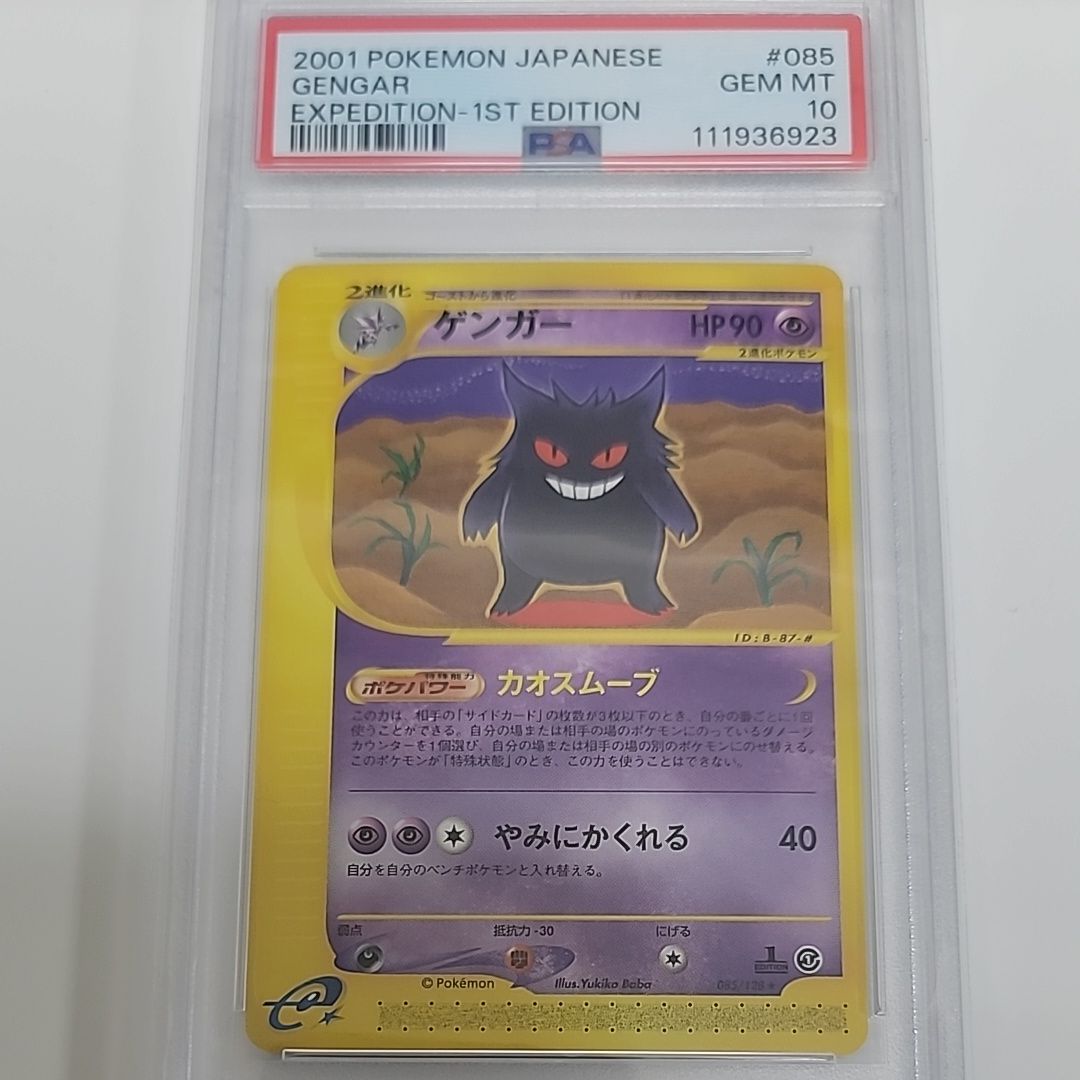 2001 POKEMON JAPANESE #085
GENGAR GEM MT
EXPEDITION-1ST EDITION 10
PSA 111936923
2進化 ゴーストから進化
ゲンガー HP90
2進化ポケモン
ID:B-87-#
ポケパワー 特殊能力 カオスムーブ
この力は、相手の「サイドカード」の枚数が3枚以下のとき、自分の番ごとに1回
使うことができる。自分の場または相手の場のポケモンにのっているダメージ
カウンターを1個選び、自分の場または相手の場の別のポケモンにのせ替える。
このポケモンが「特殊状態」のとき、この力を使うことはできない。
やみにかくれる 40
自分を自分のベンチポケモンと入れ替える。
弱点 抵抗力 -30 にげる
1 EDITION
©Pokémon Illus.Yukiko Baba 085/128★
e